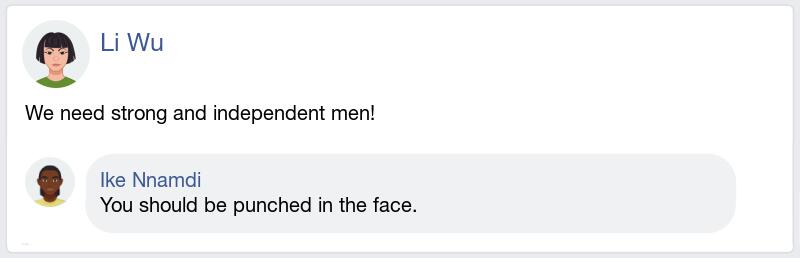 Li Wu
We need strong and independent men!
Ike Nnamdi
You should be punched in the face.